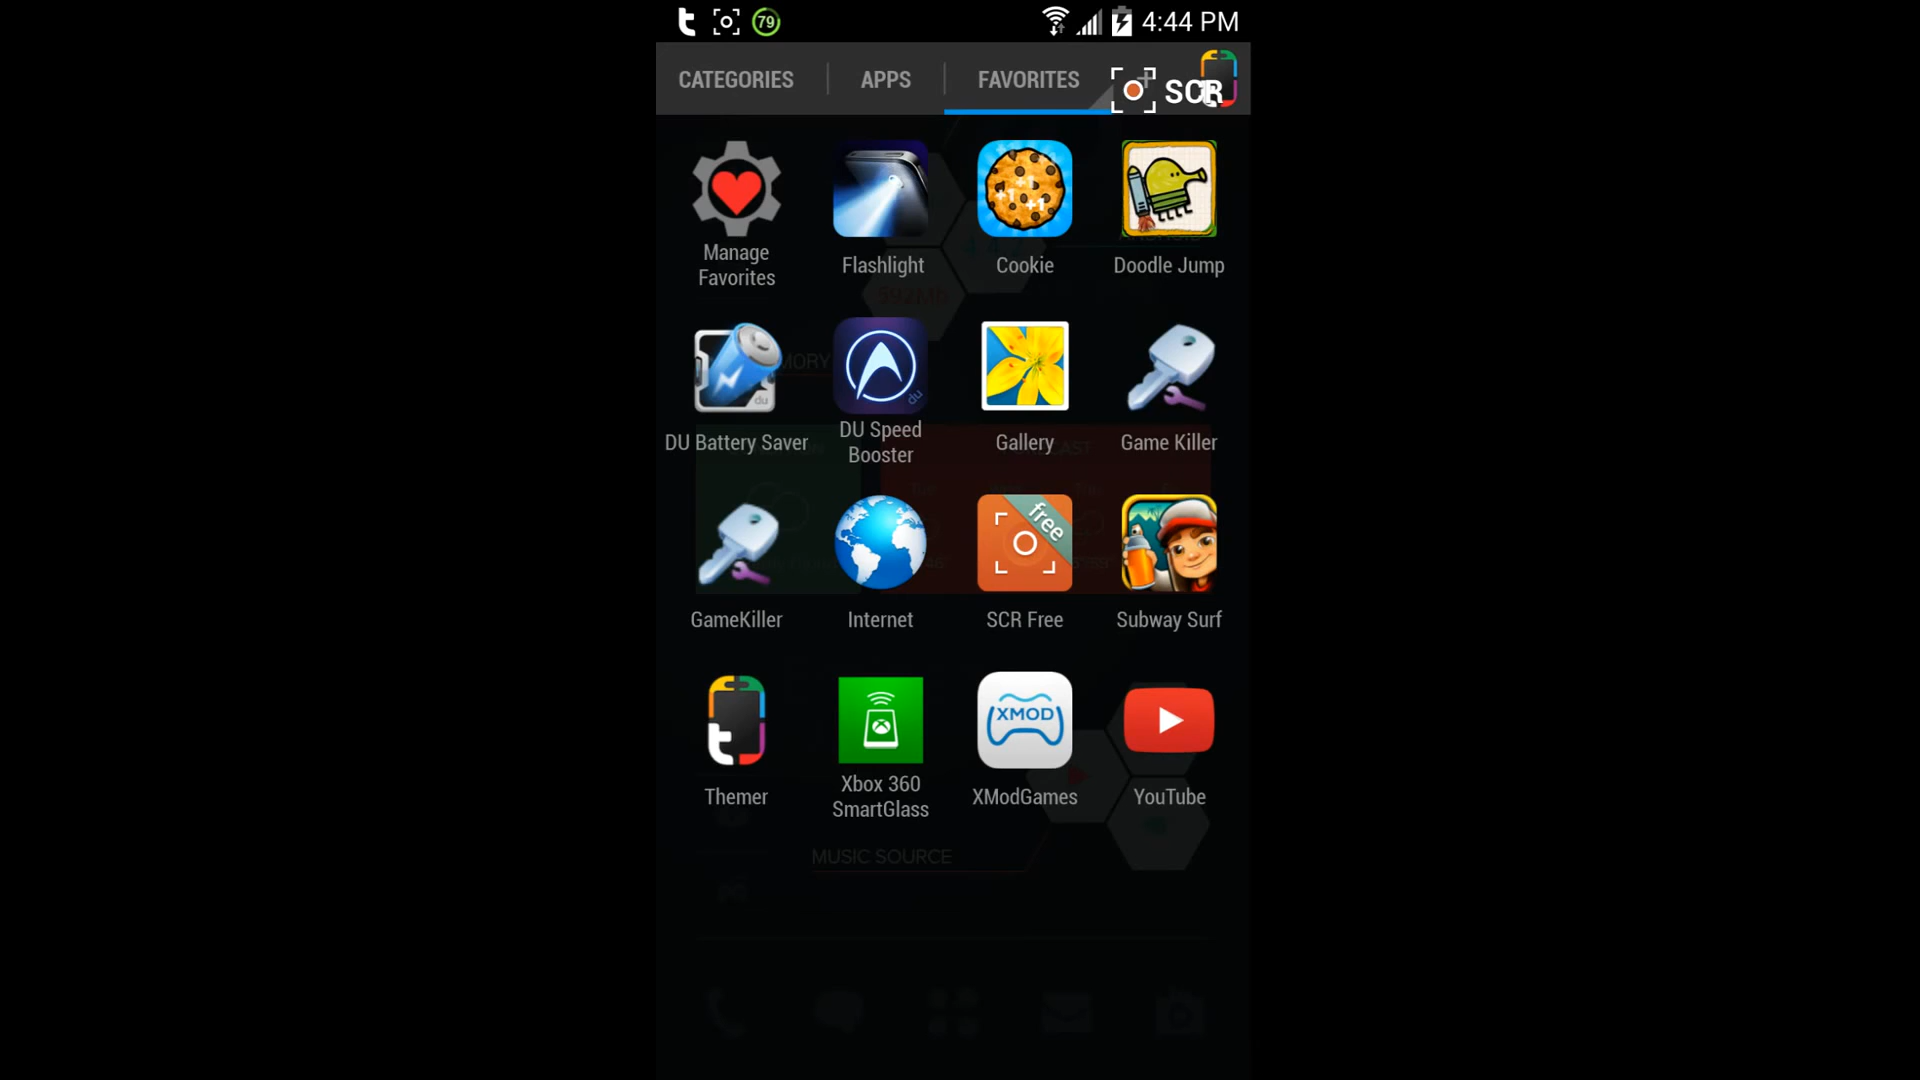 79 4:44 PM
CATEGORIES APPS FAVORITES SCR
Manage
Favorites
Flashlight
Cookie
Doodle Jump
592Mb
DU Battery Saver
DU Speed
Booster
Gallery
Game Killer
GameKiller
Internet
free
SCR Free
Subway Surf
Themer
Xbox 360
SmartGlass
XMOD
XModGames
YouTube
MUSIC SOURCE